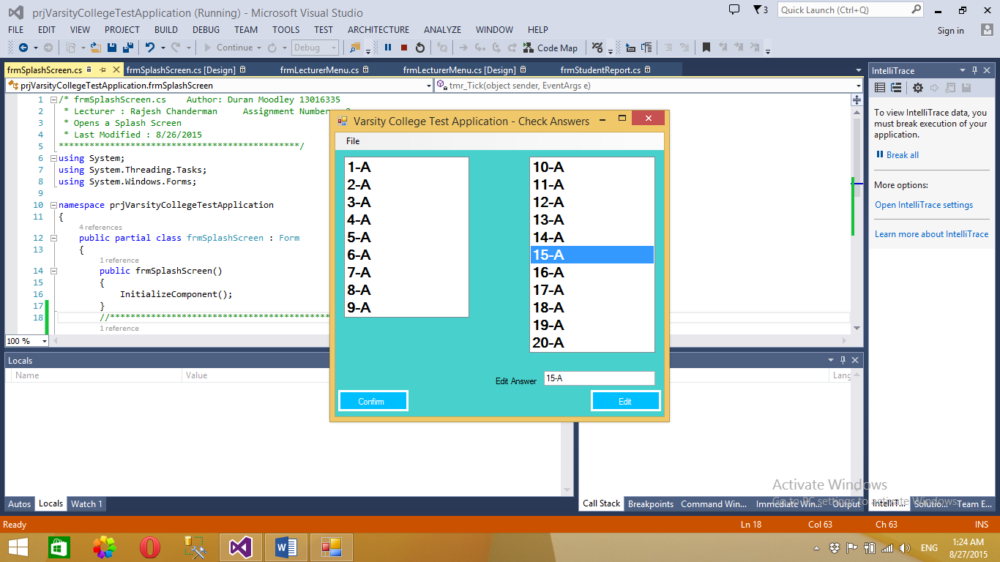 prjVarsityCollegeTestApplication (Running) - Microsoft Visual Studio
3
Quick Launch (Ctrl+Q)
FILE EDIT VIEW PROJECT BUILD DEBUG TEAM TOOLS TEST ARCHITECTURE ANALYZE WINDOW HELP
Sign in
Continue Debug Code Map
frmSplashScreen.cs frmSplashScreen.cs [Design] frmLecturerMenu.cs frmLecturerMenu.cs [Design] frmStudentReport.cs
prjVarsityCollegeTestApplication.frmSplashScreen tmr_Tick(object sender, EventArgs e)
1 /* frmSplashScreen.cs Author: Duran Moodley 13016335
2 * Lecturer : Rajesh Chanderman Assignment Number
3 * Opens a Splash Screen
4 * Last Modified : 8/26/2015
5 ***********************************************/
6 using System;
7 using System.Threading.Tasks;
8 using System.Windows.Forms;
9
10 namespace prjVarsityCollegeTestApplication
11 {
4 references
12 public partial class frmSplashScreen : Form
13 {
1 reference
14 public frmSplashScreen()
15 {
16 InitializeComponent();
17 }
18 //*******************************************
1 reference
100 %
Varsity College Test Application - Check Answers
File
1-A
2-A
3-A
4-A
5-A
6-A
7-A
8-A
9-A
10-A
11-A
12-A
13-A
14-A
15-A
16-A
17-A
18-A
19-A
20-A
Edit Answer 15-A
Confirm Edit
IntelliTrace
To view IntelliTrace data, you
must break execution of your
application.
Break all
More options:
Open IntelliTrace settings
Learn more about IntelliTrace
Locals
Name Value
Lang
Autos Locals Watch 1
Call Stack Breakpoints Command Win... Immediate Win... Output IntelliT... Solutio... Team E...
Activate Windows
Go to PC settings to activate Windows.
Ready Ln 18 Col 63 Ch 63 INS
ENG
1:24 AM
8/27/2015